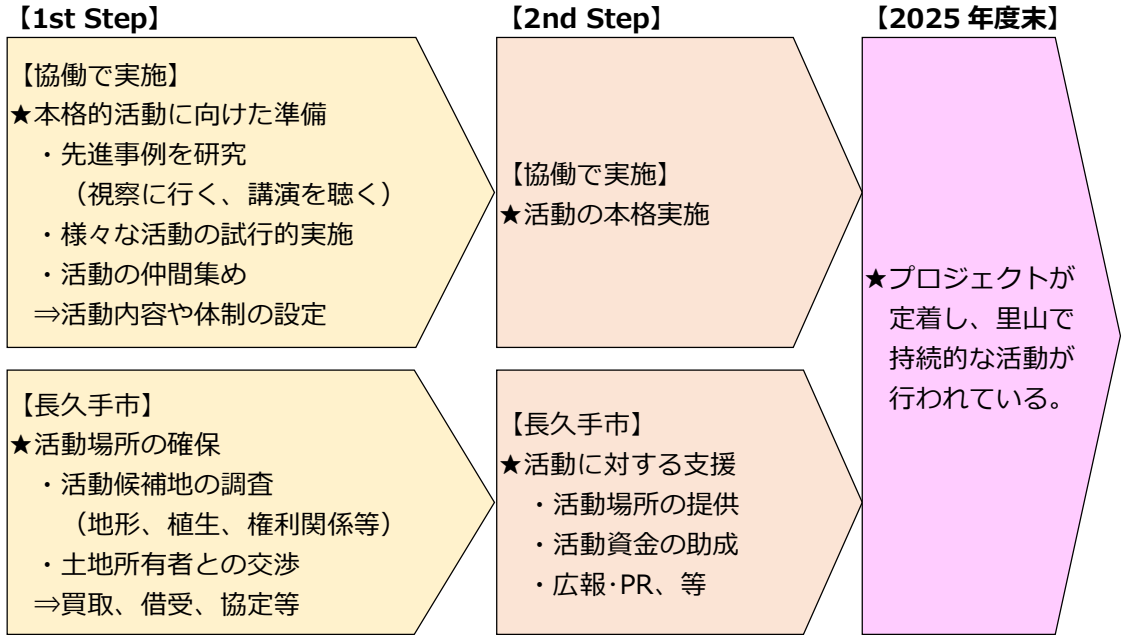 【1st Step】
【協働で実施】
★本格的活動に向けた準備
・先進事例を研究
（視察に行く、講演を聴く）
・様々な活動の試行的実施
・活動の仲間集め
⇒活動内容や体制の設定
【長久手市】
★活動場所の確保
・活動候補地の調査
（地形、植生、権利関係等）
・土地所有者との交渉
⇒買取、借受、協定等
【2nd Step】
【協働で実施】
★活動の本格実施
【長久手市】
★活動に対する支援
・活動場所の提供
・活動資金の助成
・広報･PR、等
【2025 年度末】
★プロジェクトが
定着し、里山で
持続的な活動が
行われている。